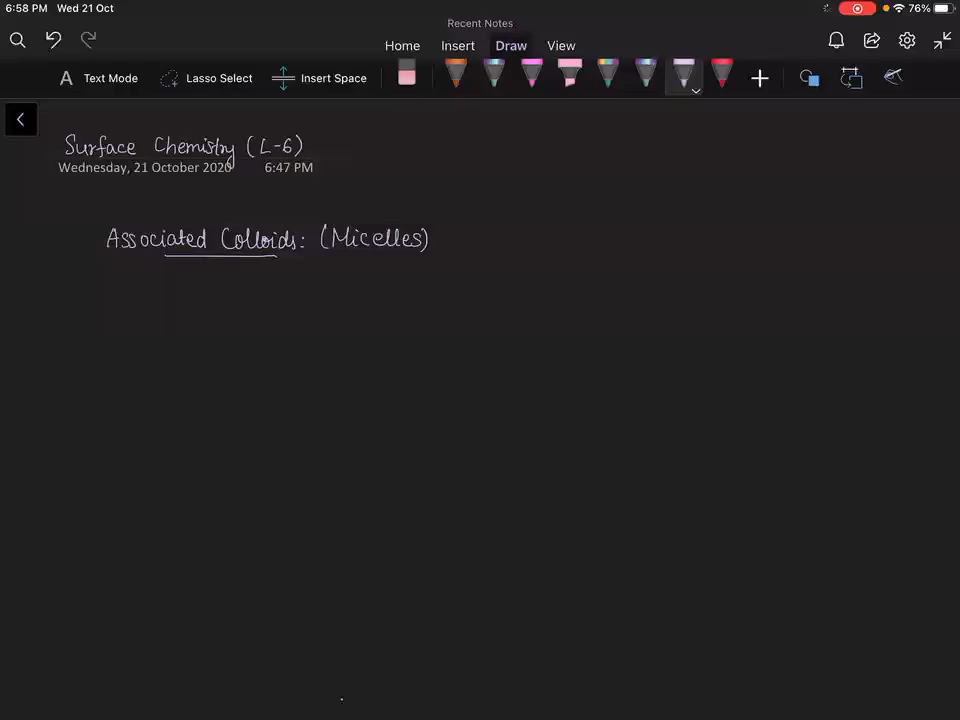 6:58 PM Wed 21 Oct 76%
Recent Notes
Home Insert Draw View
A Text Mode Lasso Select Insert Space
Surface Chemistry (L-6)
Wednesday, 21 October 2020 6:47 PM
Associated Colloids: (Micelles)